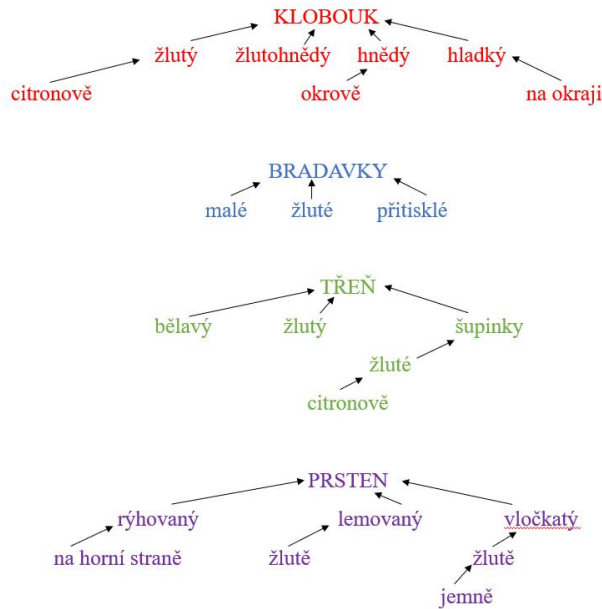 KLOBOUK
žlutý žlutohnědý hnědý hladký
citronově okrově na okraji
BRADAVKY
malé žluté přitisklé
TŘEŇ
bělavý žlutý šupinky
žluté
citronově
PRSTEN
rýhovaný lemovaný vločkatý
na horní straně žlutě žlutě
jemně